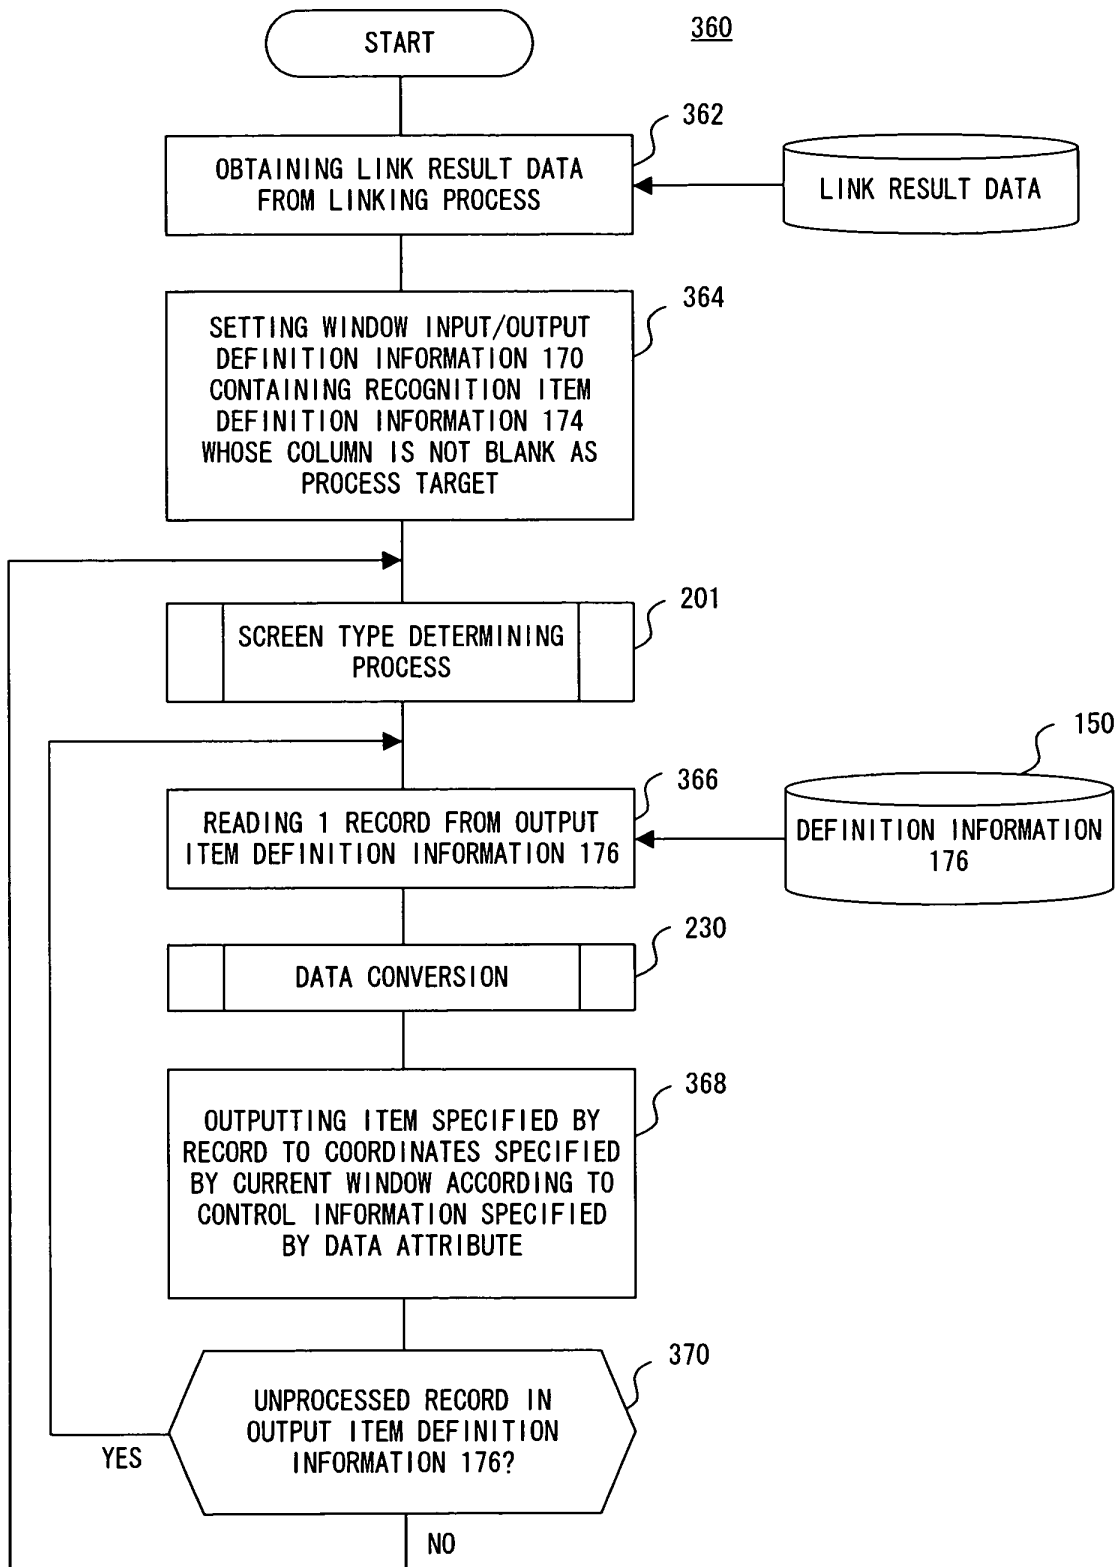 START
360
362
OBTAINING LINK RESULT DATA
FROM LINKING PROCESS
LINK RESULT DATA
364
SETTING WINDOW INPUT/OUTPUT
DEFINITION INFORMATION 170
CONTAINING RECOGNITION ITEM
DEFINITION INFORMATION 174
WHOSE COLUMN IS NOT BLANK AS
PROCESS TARGET
201
SCREEN TYPE DETERMINING
PROCESS
150
366
READING 1 RECORD FROM OUTPUT
ITEM DEFINITION INFORMATION 176
DEFINITION INFORMATION
176
230
DATA CONVERSION
368
OUTPUTTING ITEM SPECIFIED BY
RECORD TO COORDINATES SPECIFIED
BY CURRENT WINDOW ACCORDING TO
CONTROL INFORMATION SPECIFIED
BY DATA ATTRIBUTE
370
UNPROCESSED RECORD IN
OUTPUT ITEM DEFINITION
INFORMATION 176?
YES
NO